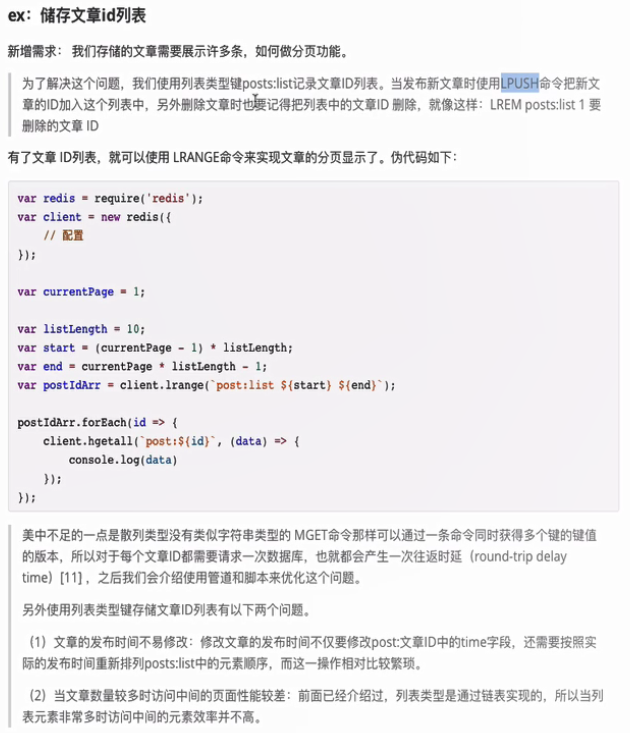 ex：储存文章id列表
新增需求： 我们存储的文章需要展示许多条，如何做分页功能。
为了解决这个问题，我们使用列表类型键posts:list记录文章ID列表。当发布新文章时使用LPUSH命令把新文
章的ID加入这个列表中，另外删除文章时也要记得把列表中的文章ID 删除，就像这样：LREM posts:list 1 要
删除的文章 ID
有了文章 ID列表，就可以使用 LRANGE命令来实现文章的分页显示了。伪代码如下：
var redis = require('redis');
var client = new redis({
// 配置
});
var currentPage = 1;
var listLength = 10;
var start = (currentPage - 1) * listLength;
var end = currentPage * listLength - 1;
var postIdArr = client.lrange(`post:list ${start} ${end}`);
postIdArr.forEach(id => {
client.hgetall(`post:${id}`, (data) => {
console.log(data)
});
});
美中不足的一点是散列类型没有类似字符串类型的 MGET命令那样可以通过一条命令同时获得多个键的键值
的版本，所以对于每个文章ID都需要请求一次数据库，也就都会产生一次往返时延（round-trip delay
time）[11] ，之后我们会介绍使用管道和脚本来优化这个问题。
另外使用列表类型键存储文章ID列表有以下两个问题。
（1）文章的发布时间不易修改：修改文章的发布时间不仅要修改post:文章ID中的time字段，还需要按照实
际的发布时间重新排列posts:list中的元素顺序，而这一操作相对比较繁琐。
（2）当文章数量较多时访问中间的页面性能较差：前面已经介绍过，列表类型是通过链表实现的，所以当列
表元素非常多时访问中间的元素效率并不高。